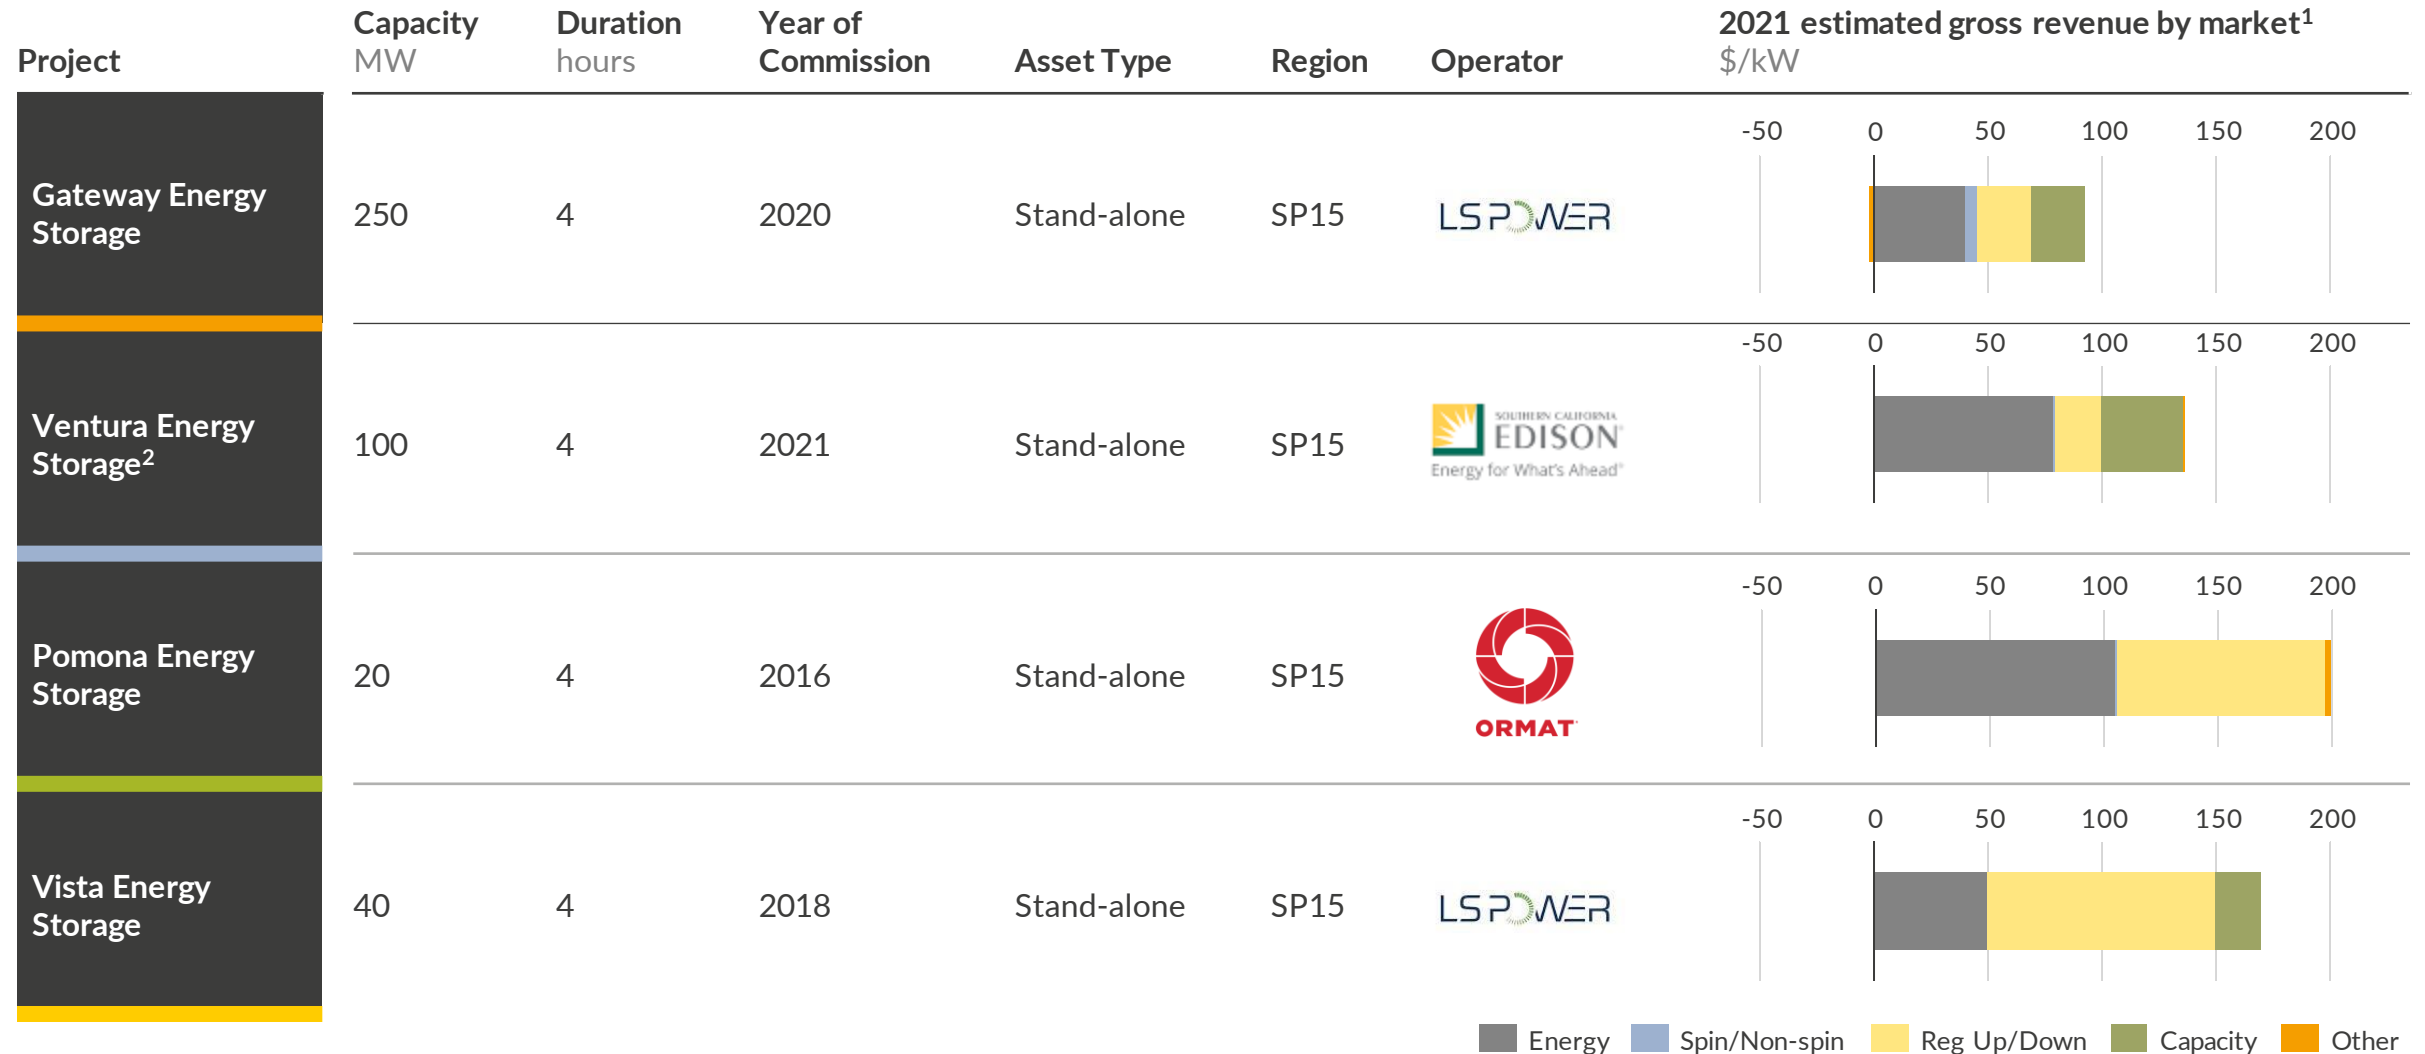 Project
Capacity
MW
Duration
hours
Year of
Commission
Asset Type
Region
Operator
2021 estimated gross revenue by market¹
$/kW
Gateway Energy
Storage
250
4
2020
Stand-alone
SP15
LS POWER
-50 0 50 100 150 200
Ventura Energy
Storage²
100
4
2021
Stand-alone
SP15
SOUTHERN CALIFORNIA
EDISON
Energy for What's Ahead
-50 0 50 100 150 200
Pomona Energy
Storage
20
4
2016
Stand-alone
SP15
ORMAT
-50 0 50 100 150 200
Vista Energy
Storage
40
4
2018
Stand-alone
SP15
LS POWER
-50 0 50 100 150 200
Energy Spin/Non-spin Reg Up/Down Capacity Other